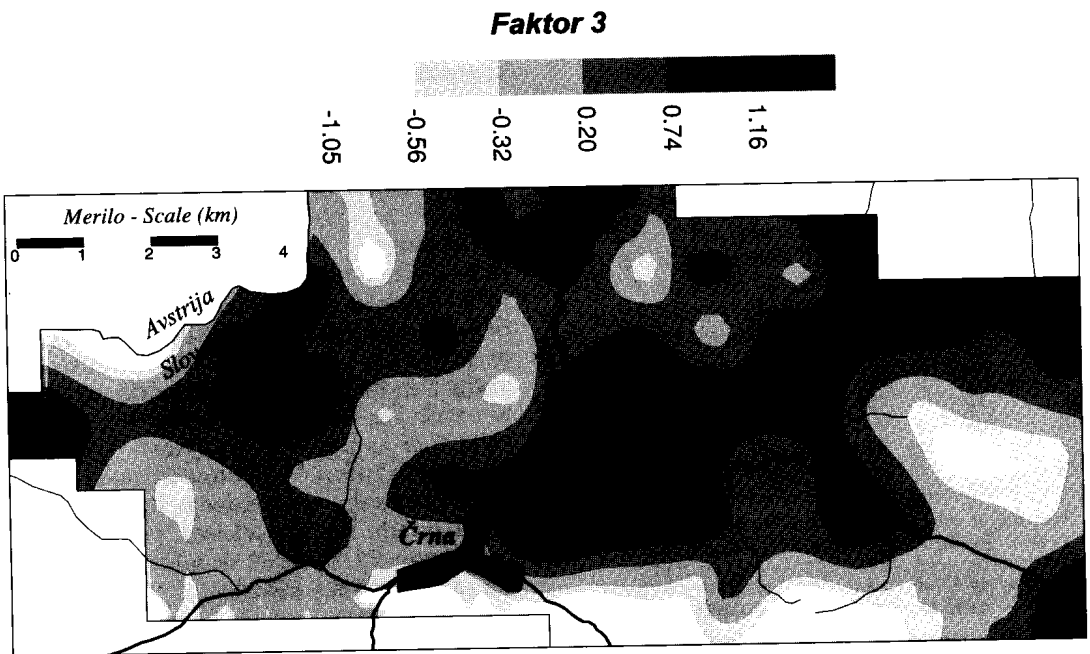 Faktor 3
-1.05 -0.56 -0.32 0.20 0.74 1.16
Merilo - Scale (km)
0 1 2 3 4
Avstrija
Črna